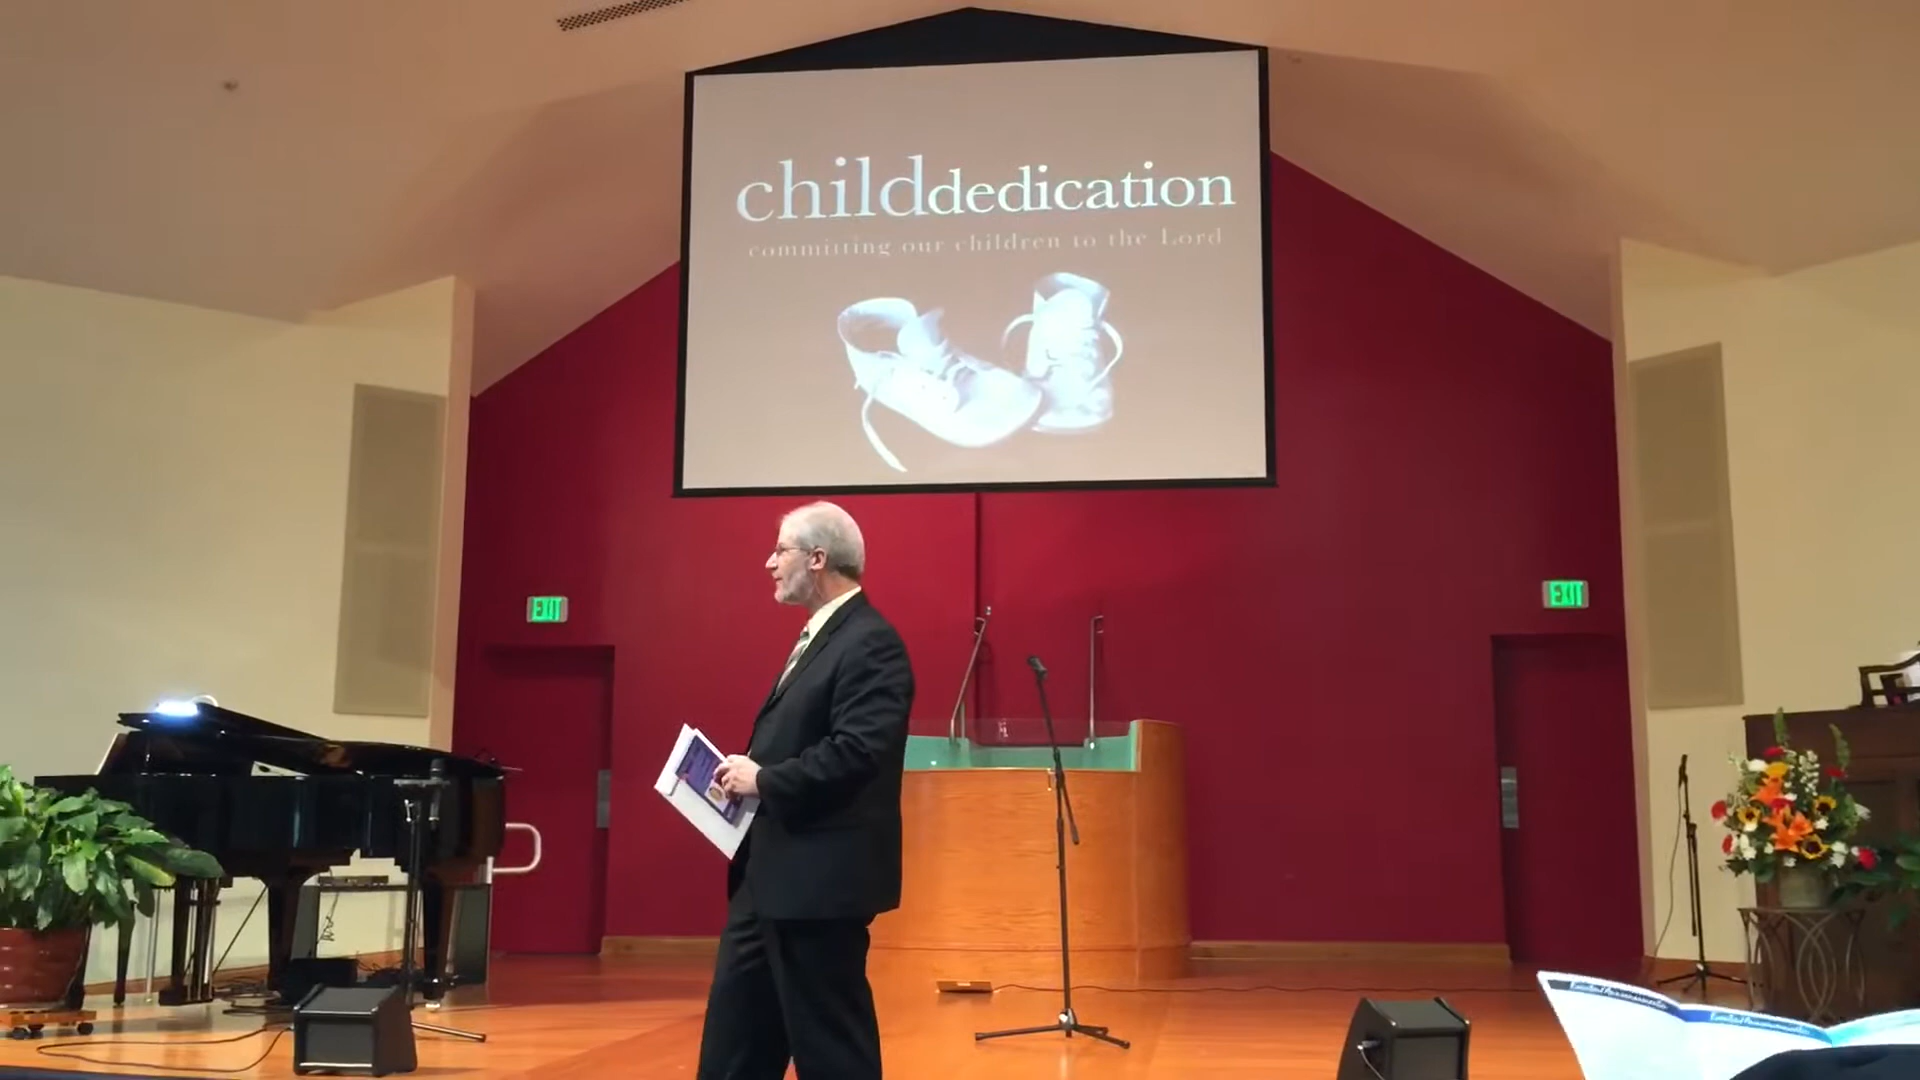 childdedication
committing our children to the Lord
EXIT
EXIT